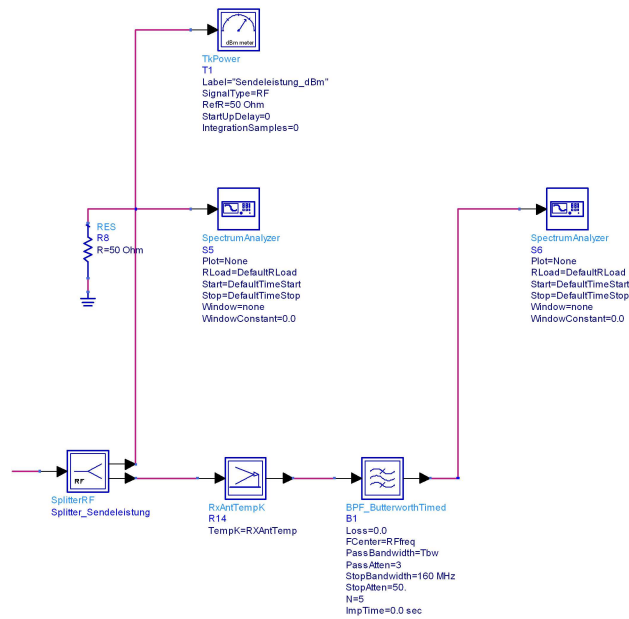 dBm meter
TkPower
T1
Label="Sendeleistung_dBm"
SignalType=RF
RefR=50 Ohm
StartUpDelay=0
IntegrationSamples=0
RES
R8
R=50 Ohm
SpectrumAnalyzer
S5
Plot=None
RLoad=DefaultRLoad
Start=DefaultTimeStart
Stop=DefaultTimeStop
Window=none
WindowConstant=0.0
SpectrumAnalyzer
S6
Plot=None
RLoad=DefaultRLoad
Start=DefaultTimeStart
Stop=DefaultTimeStop
Window=none
WindowConstant=0.0
RF
SplitterRF
Splitter_Sendeleistung
RxAntTempK
R14
TempK=RXAntTemp
BPF_ButterworthTimed
B1
Loss=0.0
FCenter=RFfreq
PassBandwidth=Tbw
PassAtten=3
StopBandwidth=160 MHz
StopAtten=50.
N=5
ImpTime=0.0 sec